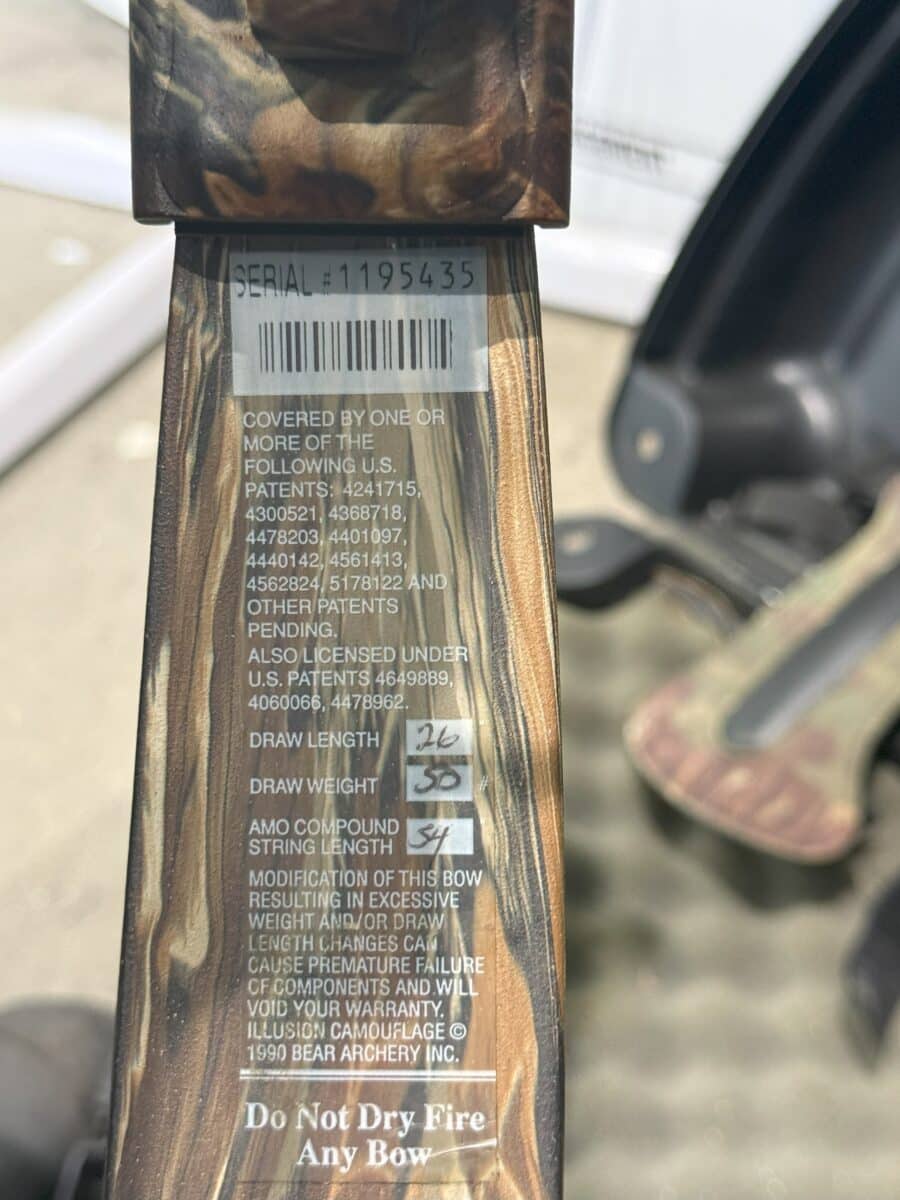 SERIAL #1195435
COVERED BY ONE OR
MORE OF THE
FOLLOWING U.S.
PATENTS: 4241715,
4300521, 4368718,
4478203, 4401097,
4440142, 4561413,
4562824, 5178122 AND
OTHER PATENTS
PENDING.
ALSO LICENSED UNDER
U.S. PATENTS 4649889,
4060066, 4478962.
DRAW LENGTH 26
DRAW WEIGHT 50 #
AMO COMPOUND
STRING LENGTH 54
MODIFICATION OF THIS BOW
RESULTING IN EXCESSIVE
WEIGHT AND/OR DRAW
LENGTH CHANGES CAN
CAUSE PREMATURE FAILURE
OF COMPONENTS AND WILL
VOID YOUR WARRANTY.
ILLUSION CAMOUFLAGE ©
1990 BEAR ARCHERY INC.
Do Not Dry Fire
Any Bow